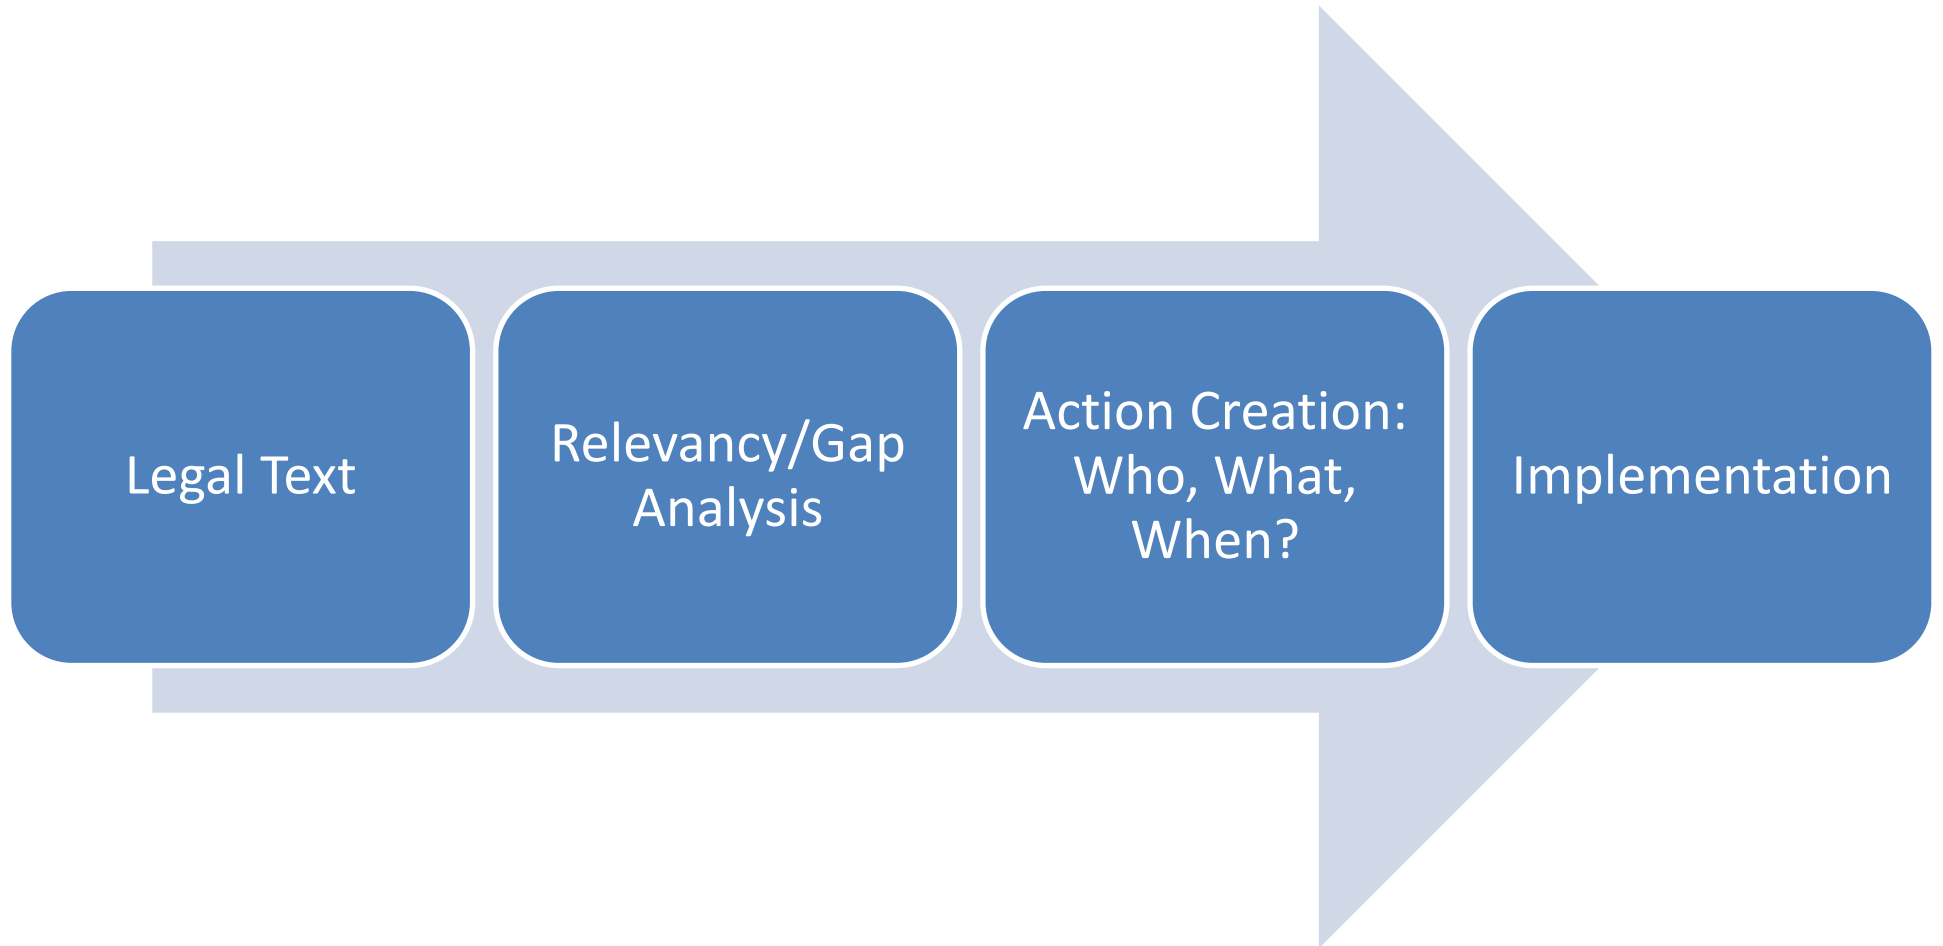 Legal Text
Relevancy/Gap
Analysis
Action Creation:
Who, What,
When?
Implementation